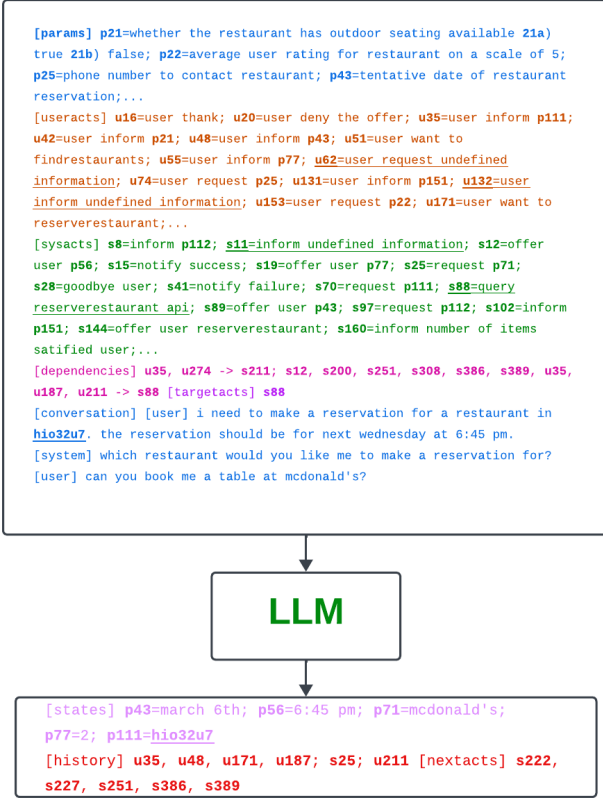 [params] p21=whether the restaurant has outdoor seating available 21a)
true 21b) false; p22=average user rating for restaurant on a scale of 5;
p25=phone number to contact restaurant; p43=tentative date of restaurant
reservation;...
[useracts] u16=user thank; u20=user deny the offer; u35=user inform p111;
u42=user inform p21; u48=user inform p43; u51=user want to
findrestaurants; u55=user inform p77; u62=user request undefined
information; u74=user request p25; u131=user inform p151; u132=user
inform undefined information; u153=user request p22; u171=user want to
reserverestaurant;...
[sysacts] s8=inform p112; s11=inform undefined information; s12=offer
user p56; s15=notify success; s19=offer user p77; s25=request p71;
s28=goodbye user; s41=notify failure; s70=request p111; s88=query
reserverestaurant api; s89=offer user p43; s97=request p112; s102=inform
p151; s144=offer user reserverestaurant; s160=inform number of items
satified user;...
[dependencies] u35, u274 -> s211; s12, s200, s251, s308, s386, s389, u35,
u187, u211 -> s88 [targetacts] s88
[conversation] [user] i need to make a reservation for a restaurant in
hio32u7. the reservation should be for next wednesday at 6:45 pm.
[system] which restaurant would you like me to make a reservation for?
[user] can you book me a table at mcdonald's?
LLM
[states] p43=march 6th; p56=6:45 pm; p71=mcdonald's;
p77=2; p111=hio32u7
[history] u35, u48, u171, u187; s25; u211 [nextacts] s222,
s227, s251, s386, s389